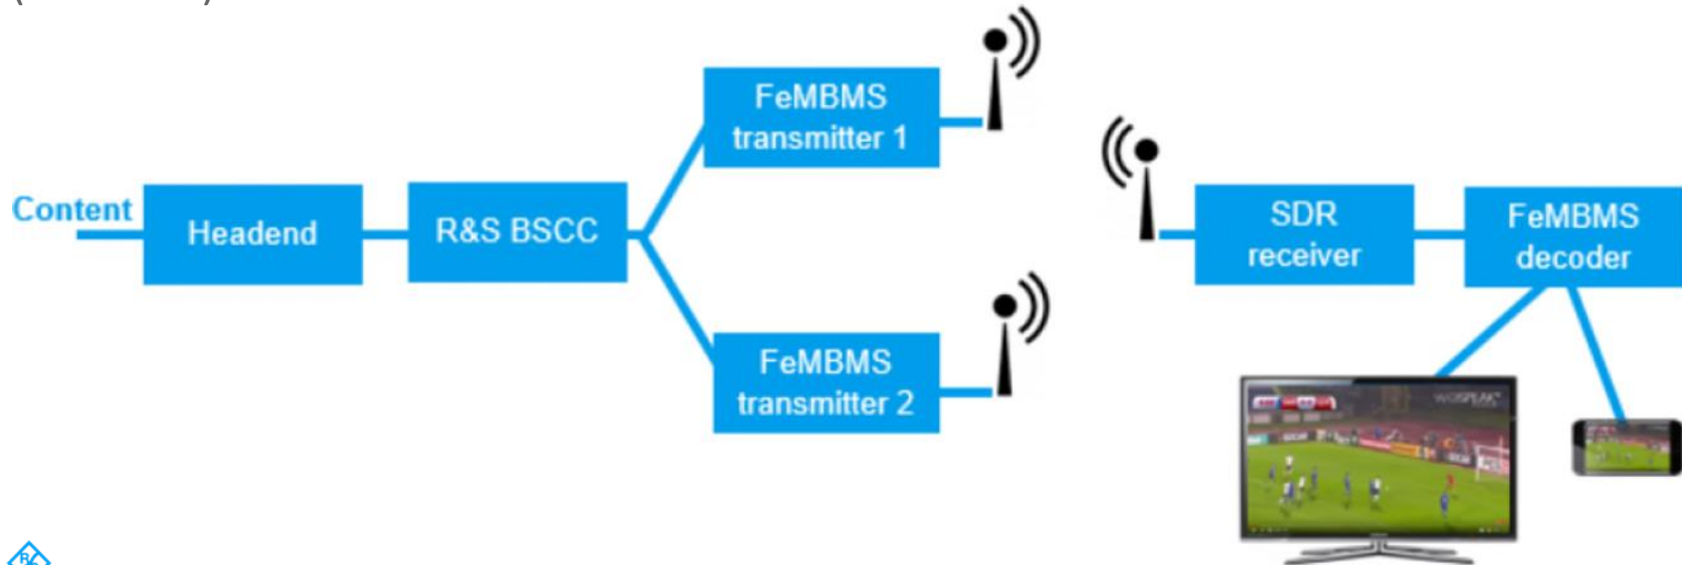 Content
Headend
R&S BSCC
FeMBMS
transmitter 1
FeMBMS
transmitter 2
SDR
receiver
FeMBMS
decoder